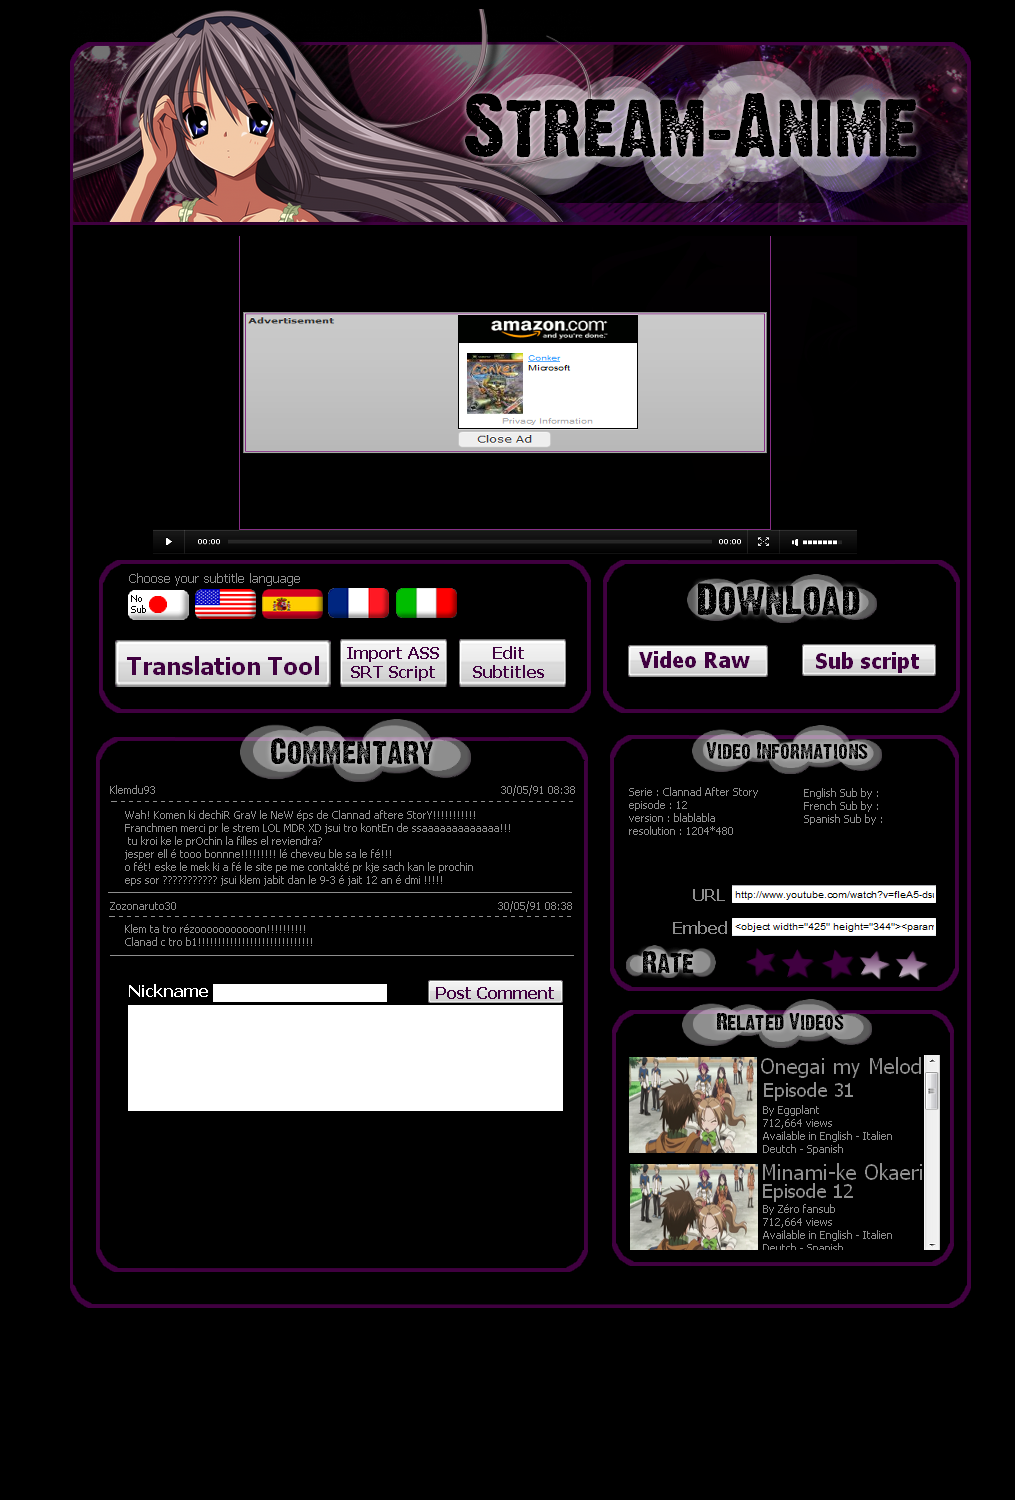 STREAM-ANIME
Advertisement
amazon.com
and you're done.™
Conker
Microsoft
Privacy Information
Close Ad
00:00
00:00
Choose your subtitle language
No
Sub
Translation Tool
Import ASS
SRT Script
Edit
Subtitles
DOWNLOAD
Video Raw
Sub script
COMMENTARY
Klemdu93 30/05/91 08:38
Wah! Komen ki dechiR GraV le NeW éps de Clannad aftere StorY!!!!!!!!!!!
Franchmen merci pr le strem LOL MDR XD jsui tro kontEn de ssaaaaaaaaaaaaa!!!
tu kroi ke le prOchin la filles el reviendra?
jesper ell é tooo bonnne!!!!!!!!! lé cheveu ble sa le fé!!!
o fét! eske le mek ki a fé le site pe me contakté pr kje sach kan le prochin
eps sor ??????????? jsui klem jabit dan le 9-3 é jait 12 an é dmi !!!!!
Zozonaruto30 30/05/91 08:38
Klem ta tro rézooooooooooon!!!!!!!!!!
Clanad c tro b1!!!!!!!!!!!!!!!!!!!!!!!!!!!!!
Nickname
Post Comment
VIDEO INFORMATIONS
Serie : Clannad After Story
episode : 12
version : blablabla
resolution : 1204*480
English Sub by :
French Sub by :
Spanish Sub by :
URL http://www.youtube.com/watch?v=fleA5-ds
Embed <object width="425" height="344"><param
RATE
RELATED VIDEOS
Onegai my Melod
Episode 31
By Eggplant
712,664 views
Available in English - Italien
Deutch - Spanish
Minami-ke Okaeri
Episode 12
By Zéro fansub
712,664 views
Available in English - Italien
Deutch - Spanish